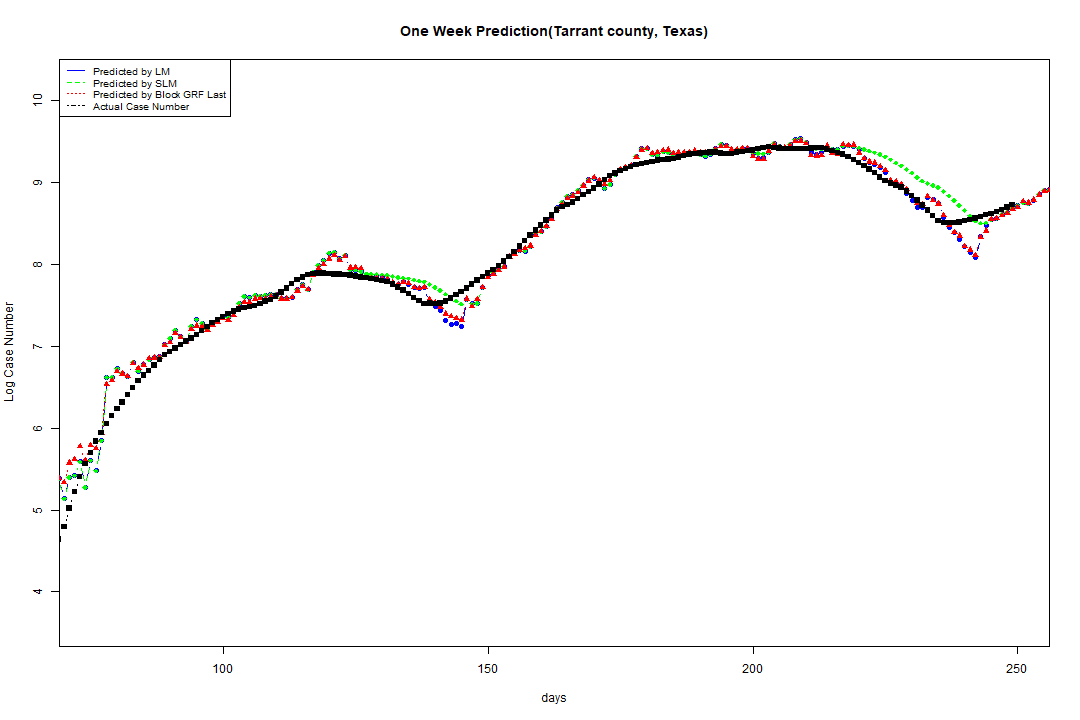 One Week Prediction(Tarrant county, Texas)
Predicted by LM
Predicted by SLM
Predicted by Block GRF Last
Actual Case Number
10
9
8
7
6
5
4
Log Case Number
100
150
200
250
days